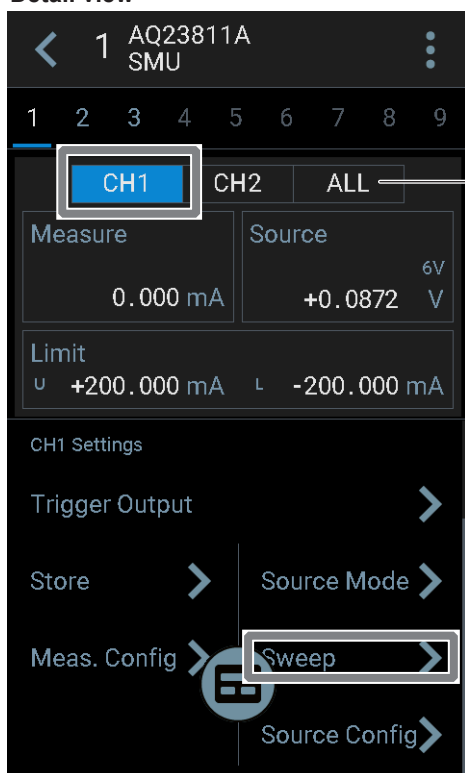 Detail View
1 AQ23811A
SMU
1 2 3 4 5 6 7 8 9
CH1 CH2 ALL
Measure Source
6V
0.000 mA +0.0872 V
Limit
U +200.000 mA L -200.000 mA
CH1 Settings
Trigger Output
Store Source Mode
Meas. Config Sweep
Source Config